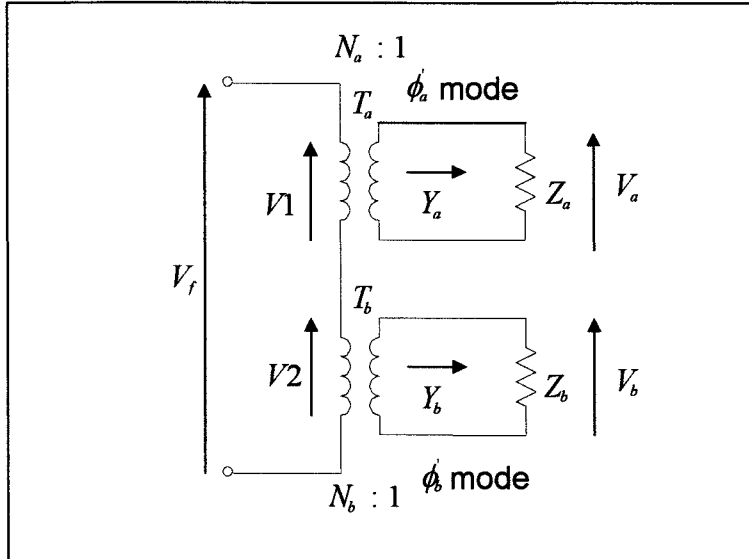 N_a : 1
ϕ'_a mode
T_a
V1
Y_a
Z_a
V_a
V_f
T_b
V2
Y_b
Z_b
V_b
N_b : 1
ϕ'_b mode